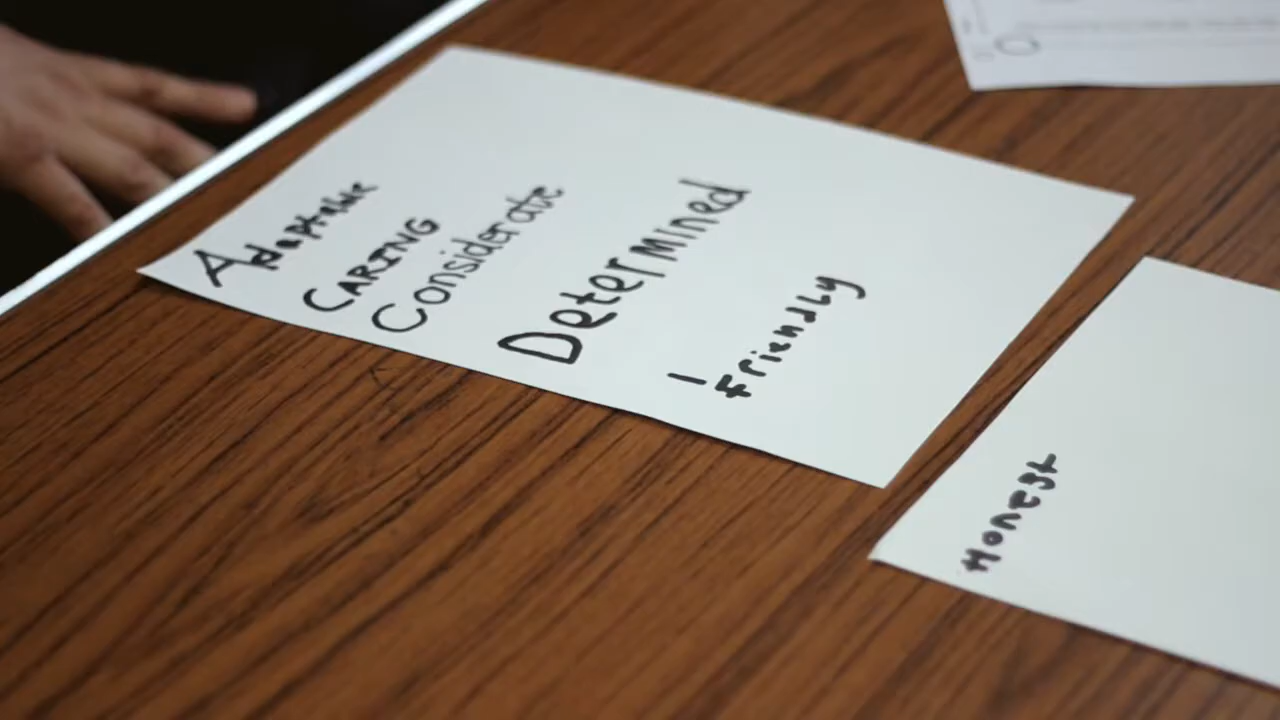 Adaptable
CARING
Considerate
DeterMined
I
Friendly
Honest